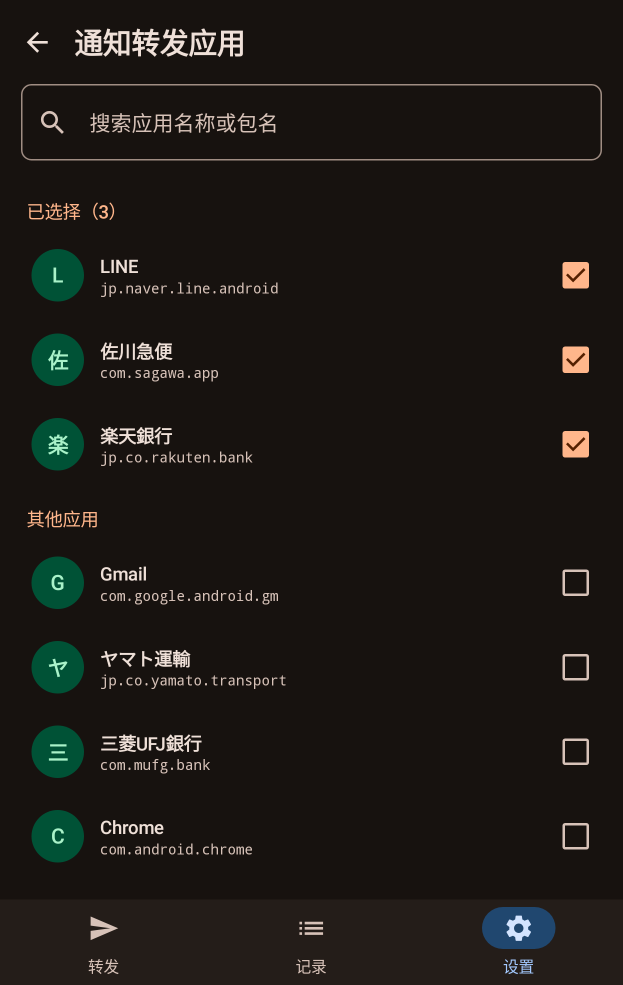 通知转发应用
搜索应用名称或包名
已选择（3）
L
LINE
jp.naver.line.android
佐
佐川急便
com.sagawa.app
楽
楽天銀行
jp.co.rakuten.bank
其他应用
G
Gmail
com.google.android.gm
ヤ
ヤマト運輸
jp.co.yamato.transport
三
三菱UFJ銀行
com.mufg.bank
C
Chrome
com.android.chrome
转发
记录
设置